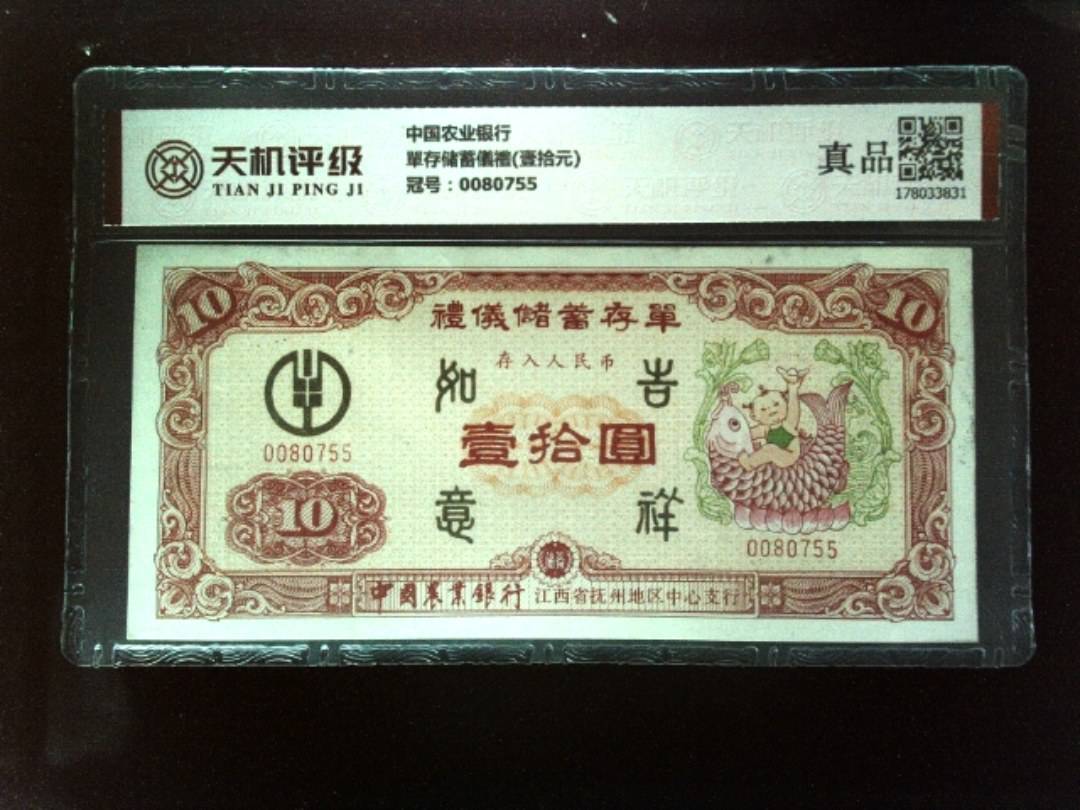 天机评级
TIAN JI PING JI
中国农业银行
單存储蓄儀禮(壹拾元)
冠号：0080755
真品
178033831
10
10
禮儀儲蓄存單
存入人民币
如 吉
壹拾圓
意 祥
0080755
10
0080755
中國農業銀行 江西省抚州地区中心支行